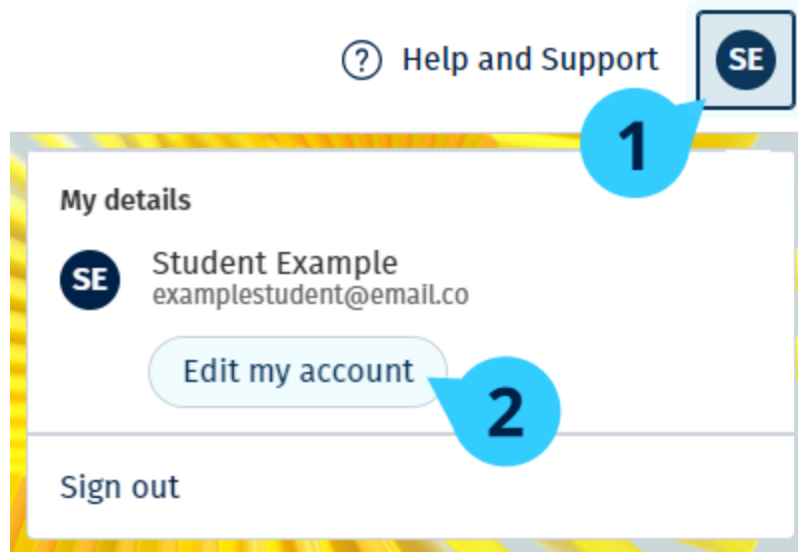 Help and Support SE
1
My details
SE Student Example
examplestudent@email.co
Edit my account
2
Sign out